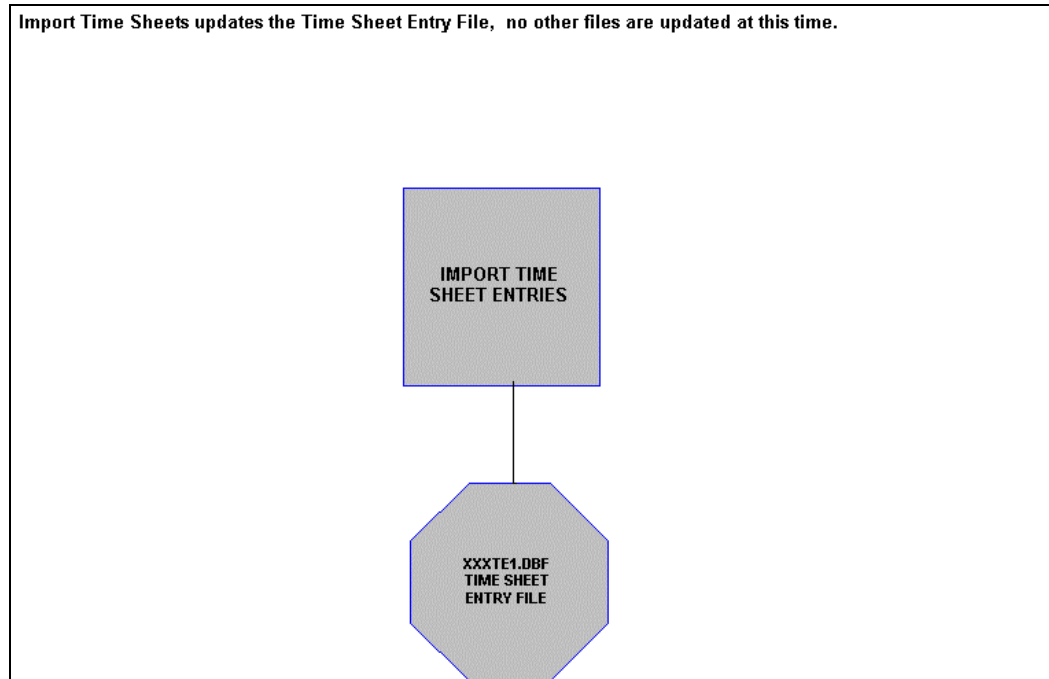 Import Time Sheets updates the Time Sheet Entry File,  no other files are updated at this time.
IMPORT TIME
SHEET ENTRIES
XXXTE1.DBF
TIME SHEET
ENTRY FILE